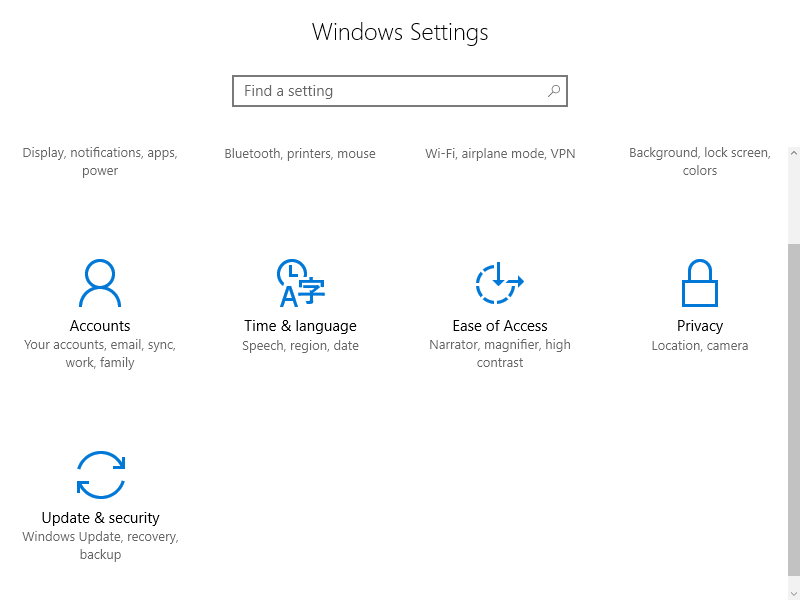 Windows Settings
Find a setting
Display, notifications, apps,
power
Bluetooth, printers, mouse
Wi-Fi, airplane mode, VPN
Background, lock screen,
colors
Accounts
Your accounts, email, sync,
work, family
A字
Time & language
Speech, region, date
Ease of Access
Narrator, magnifier, high
contrast
Privacy
Location, camera
Update & security
Windows Update, recovery,
backup